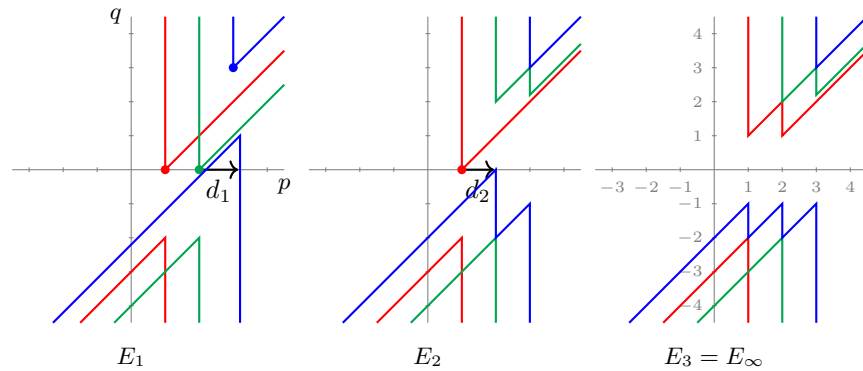 q
p
d₁
E₁
d₂
E₂
4
3
2
1
−3 −2 −1 1 2 3 4
−1
−2
−3
−4
E₃ = E∞